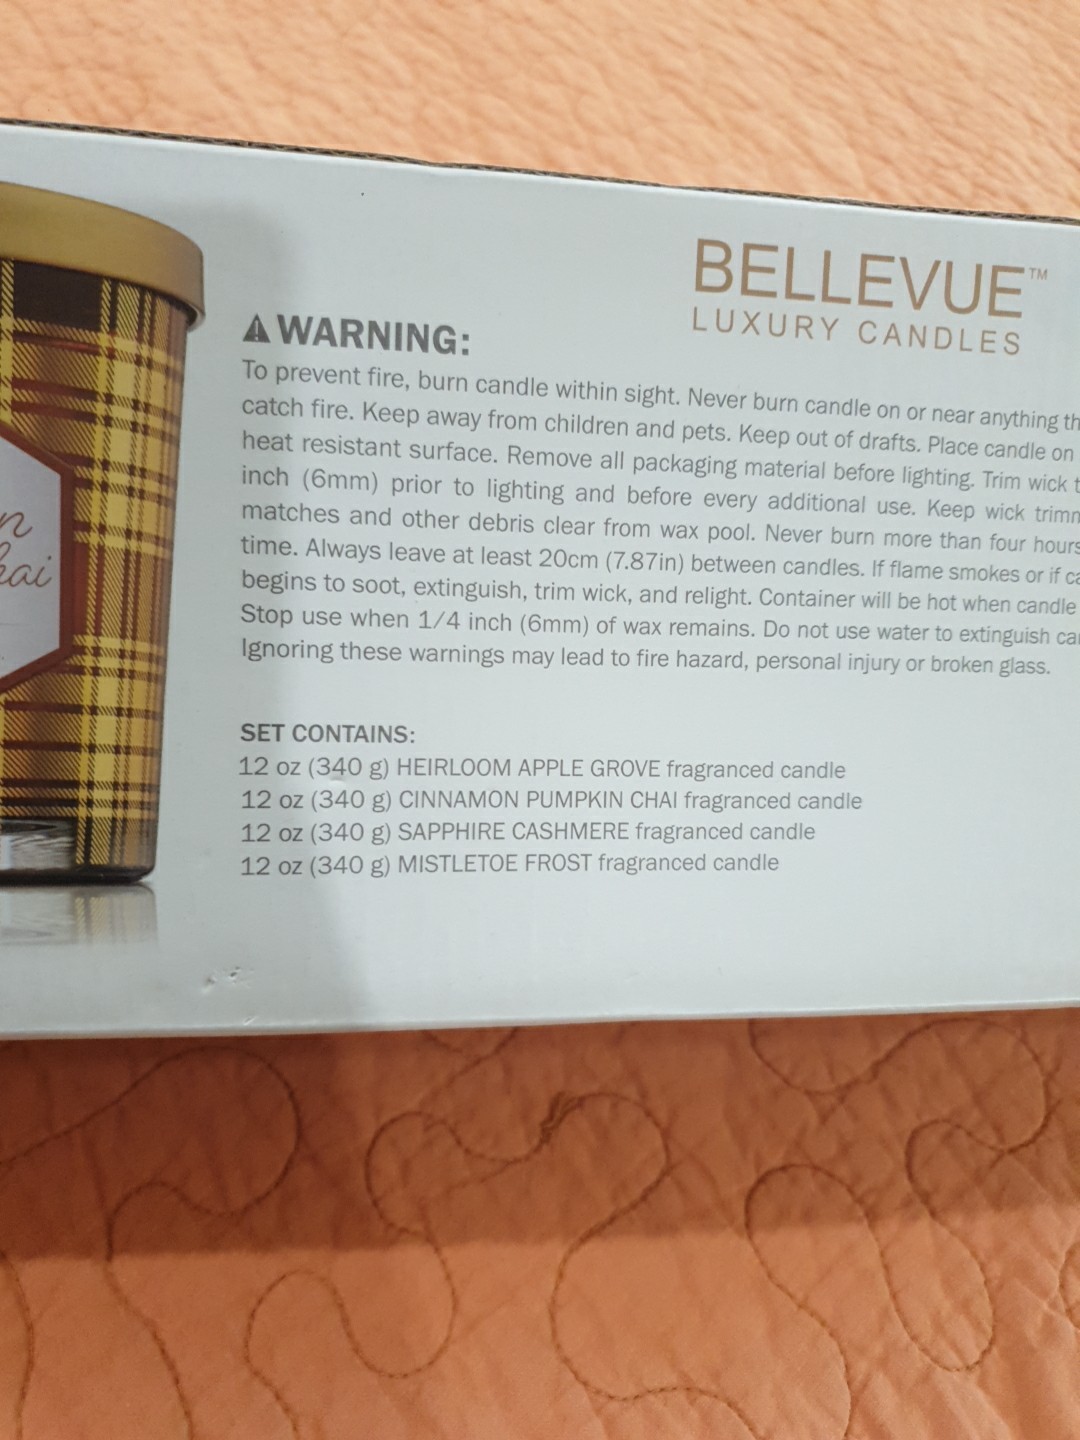 BELLEVUE™
LUXURY CANDLES
WARNING:
To prevent fire, burn candle within sight. Never burn candle on or near anything
catch fire. Keep away from children and pets. Keep out of drafts. Place candle on
heat resistant surface. Remove all packaging material before lighting. Trim wick
inch (6mm) prior to lighting and before every additional use. Keep wick
matches and other debris clear from wax pool. Never burn more than four hours
time. Always leave at least 20cm (7.87in) between candles. If flame smokes or if
begins to soot, extinguish, trim wick, and relight. Container will be hot when candle
Stop use when 1/4 inch (6mm) of wax remains. Do not use water to extinguish
Ignoring these warnings may lead to fire hazard, personal injury or broken glass.
SET CONTAINS:
12 oz (340 g) HEIRLOOM APPLE GROVE fragranced candle
12 oz (340 g) CINNAMON PUMPKIN CHAI fragranced candle
12 oz (340 g) SAPPHIRE CASHMERE fragranced candle
12 oz (340 g) MISTLETOE FROST fragranced candle